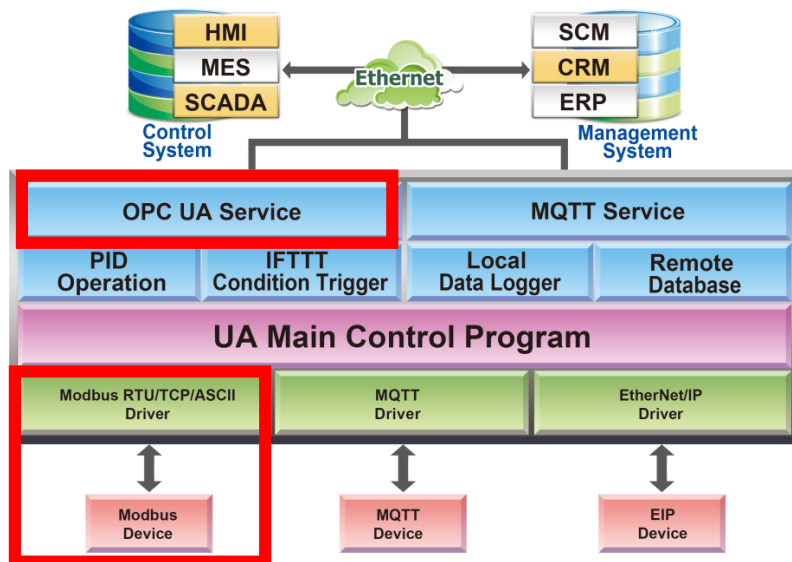 HMI
MES
SCADA
Control
System
Ethernet
SCM
CRM
ERP
Management
System
OPC UA Service
MQTT Service
PID
Operation
IFTTT
Condition Trigger
Local
Data Logger
Remote
Database
UA Main Control Program
Modbus RTU/TCP/ASCII
Driver
MQTT
Driver
EtherNet/IP
Driver
Modbus
Device
MQTT
Device
EIP
Device